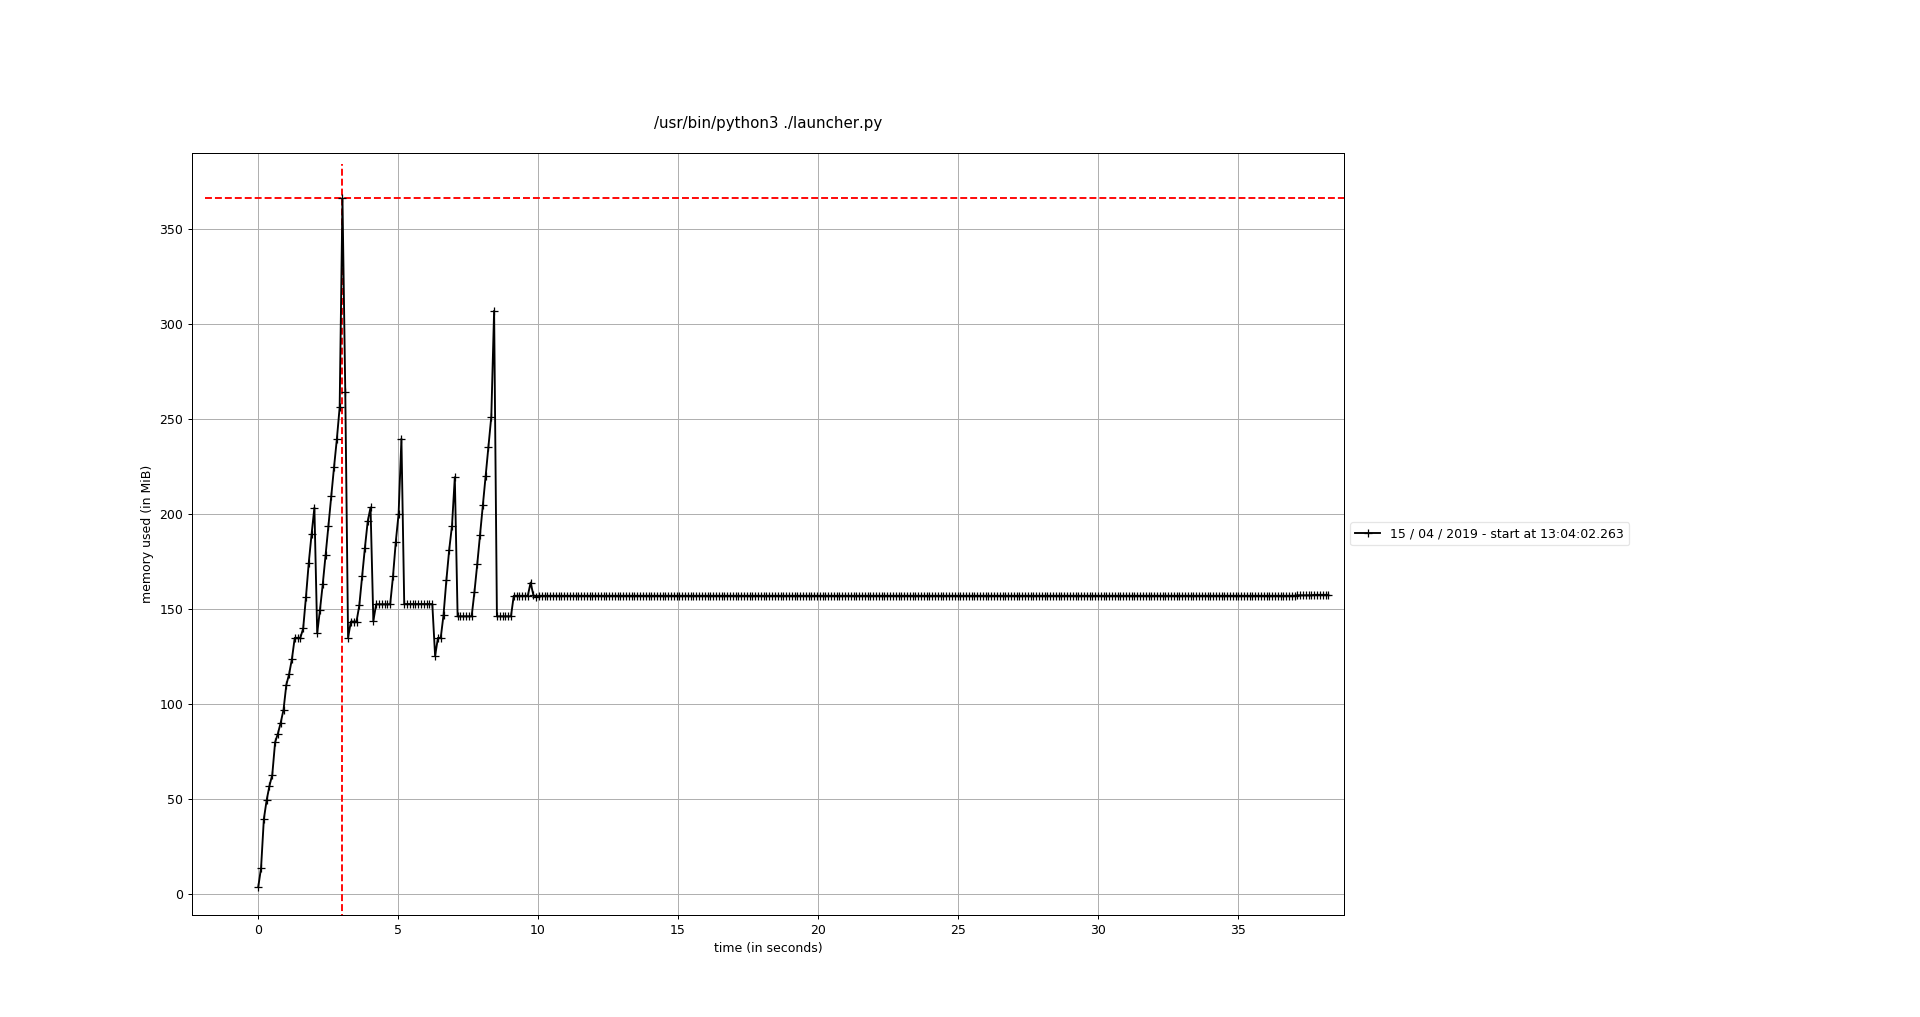 /usr/bin/python3 ./launcher.py
350
300
250
200
150
100
50
0
memory used (in MiB)
0 5 10 15 20 25 30 35
time (in seconds)
15 / 04 / 2019 - start at 13:04:02.263